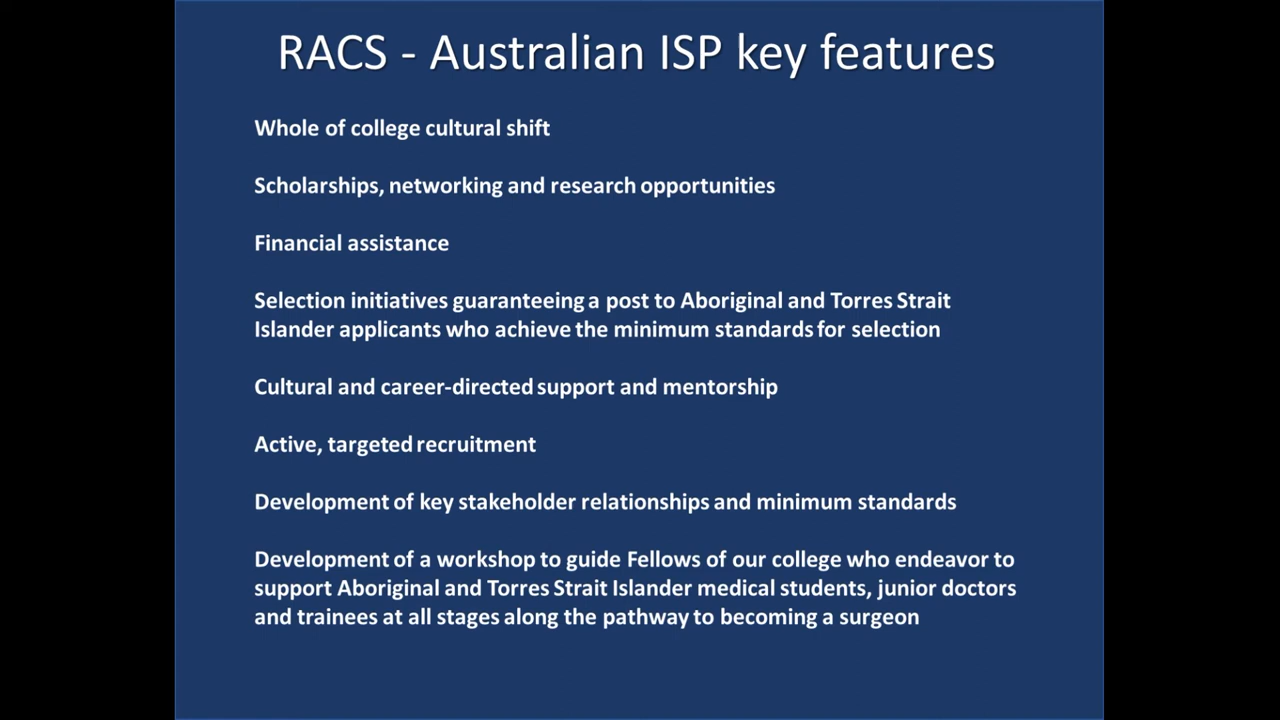 RACS - Australian ISP key features
Whole of college cultural shift
Scholarships, networking and research opportunities
Financial assistance
Selection initiatives guaranteeing a post to Aboriginal and Torres Strait
Islander applicants who achieve the minimum standards for selection
Cultural and career-directed support and mentorship
Active, targeted recruitment
Development of key stakeholder relationships and minimum standards
Development of a workshop to guide Fellows of our college who endeavor to
support Aboriginal and Torres Strait Islander medical students, junior doctors
and trainees at all stages along the pathway to becoming a surgeon